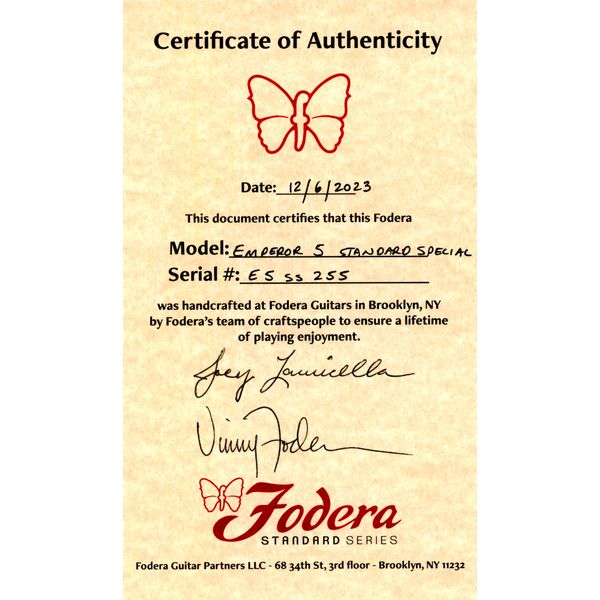 Certificate of Authenticity
Date: 12/6/2023
This document certifies that this Fodera
Model: EMPEROR 5 STANDARD SPECIAL
Serial #: E5 SS 255
was handcrafted at Fodera Guitars in Brooklyn, NY
by Fodera's team of craftspeople to ensure a lifetime
of playing enjoyment.
Joey Lauricella
Vinny Fodera
Fodera
STANDARD SERIES
Fodera Guitar Partners LLC - 68 34th St, 3rd floor - Brooklyn, NY 11232